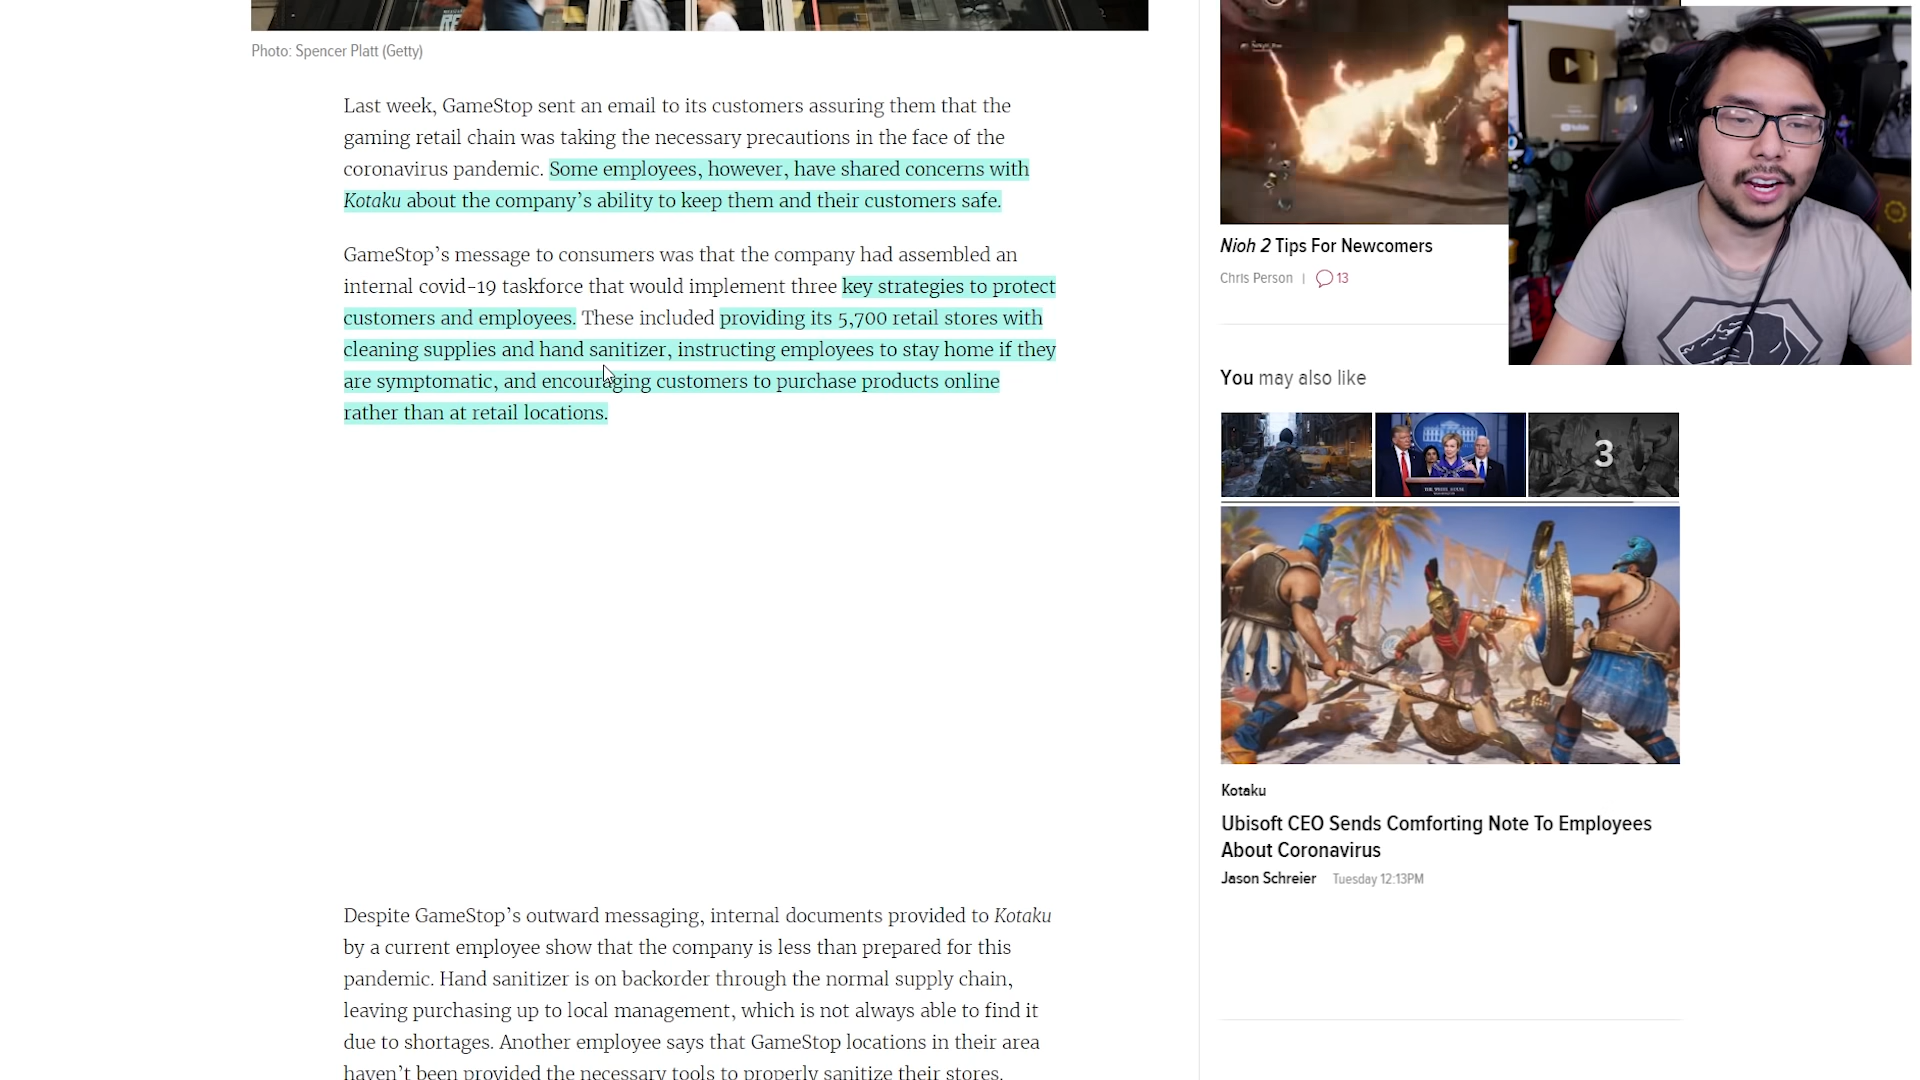 Photo: Spencer Platt (Getty)
Last week, GameStop sent an email to its customers assuring them that the
gaming retail chain was taking the necessary precautions in the face of the
coronavirus pandemic. Some employees, however, have shared concerns with
Kotaku about the company’s ability to keep them and their customers safe.
GameStop’s message to consumers was that the company had assembled an
internal covid-19 taskforce that would implement three key strategies to protect
customers and employees. These included providing its 5,700 retail stores with
cleaning supplies and hand sanitizer, instructing employees to stay home if they
are symptomatic, and encouraging customers to purchase products online
rather than at retail locations.
Despite GameStop’s outward messaging, internal documents provided to Kotaku
by a current employee show that the company is less than prepared for this
pandemic. Hand sanitizer is on backorder through the normal supply chain,
leaving purchasing up to local management, which is not always able to find it
due to shortages. Another employee says that GameStop locations in their area
haven’t been provided the necessary tools to properly sanitize their stores.
Nioh 2 Tips For Newcomers
Chris Person | 13
You may also like
3
Kotaku
Ubisoft CEO Sends Comforting Note To Employees
About Coronavirus
Jason Schreier Tuesday 12:13PM